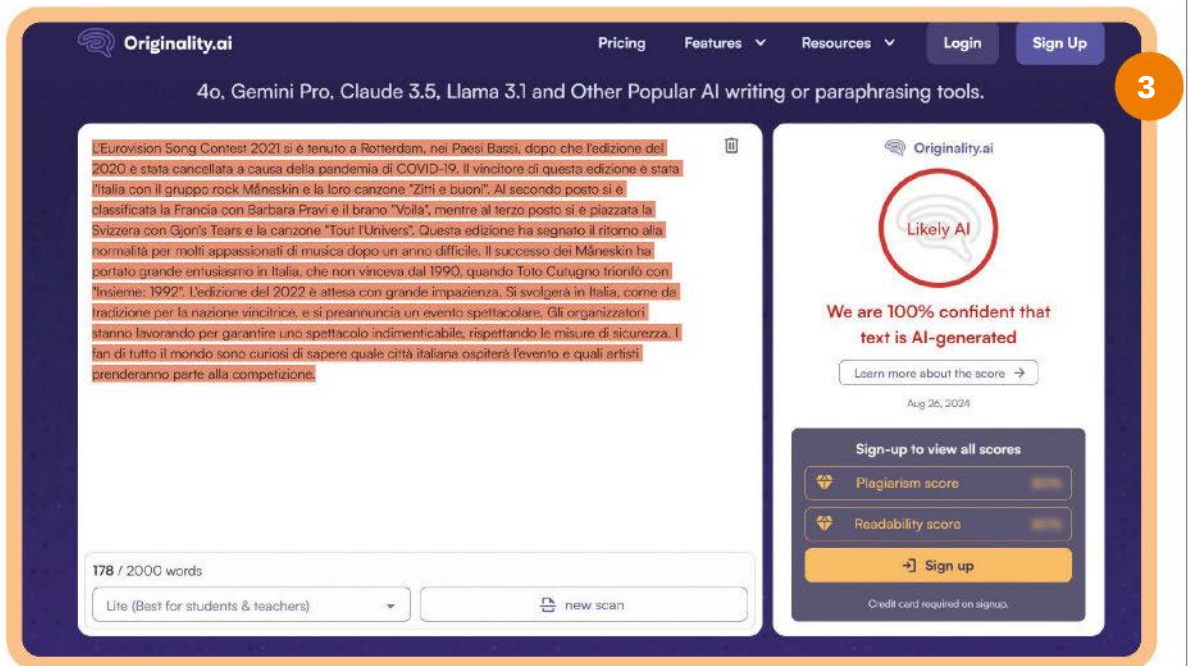 Originality.ai
Pricing
Features
Resources
Login
Sign Up
4o, Gemini Pro, Claude 3.5, Llama 3.1 and Other Popular AI writing or paraphrasing tools.
3
L'Eurovision Song Contest 2021 si è tenuto a Rotterdam, nei Paesi Bassi, dopo che l'edizione del
2020 è stata cancellata a causa della pandemia di COVID-19. Il vincitore di questa edizione è stata
l'Italia con il gruppo rock Måneskin e la loro canzone "Zitti e buoni". Al secondo posto si è
classificata la Francia con Barbara Pravi e il brano "Voilà", mentre al terzo posto si è piazzata la
Svizzera con Gjon's Tears e la canzone "Tout l'Univers". Questa edizione ha segnato il ritorno alla
normalità per molti appassionati di musica dopo un anno difficile. Il successo dei Måneskin ha
portato grande entusiasmo in Italia, che non vinceva dal 1990, quando Toto Cutugno trionfò con
"Insieme: 1992". L'edizione del 2022 è attesa con grande impazienza. Si svolgerà in Italia, come da
tradizione per la nazione vincitrice, e si preannuncia un evento spettacolare. Gli organizzatori
stanno lavorando per garantire uno spettacolo indimenticabile, rispettando le misure di sicurezza. I
fan di tutto il mondo sono curiosi di sapere quale città italiana ospiterà l'evento e quali artisti
prenderanno parte alla competizione.
178 / 2000 words
Lite (Best for students & teachers)
new scan
Originality.ai
Likely AI
We are 100% confident that
text is AI-generated
Learn more about the score →
Aug 26, 2024
Sign-up to view all scores
Plagiarism score
Readability score
Sign up
Credit card required on signup.